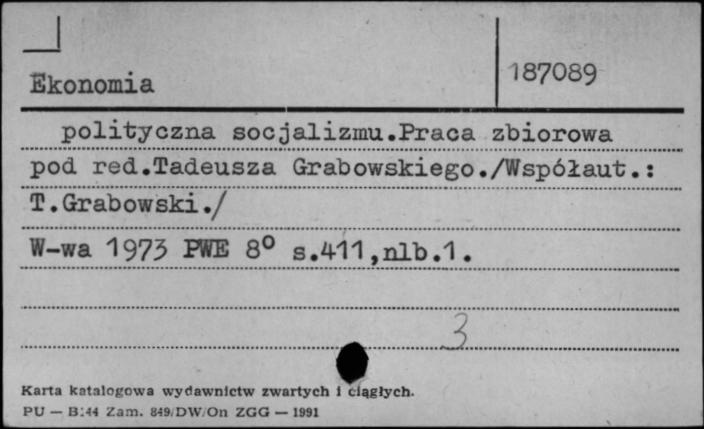 187089
Ekonomia
polityczna socjalizmu.Praca zbiorowa
pod red.Tadeusza Grabowskiego./Współaut.:
T.Grabowski./
W-wa 1973 PWE 8° s.411,nlb.1.
3
Karta katalogowa wydawnictw zwartych i ciągłych.
PU — B:44 Zam. 849/DW/On ZGG — 1991